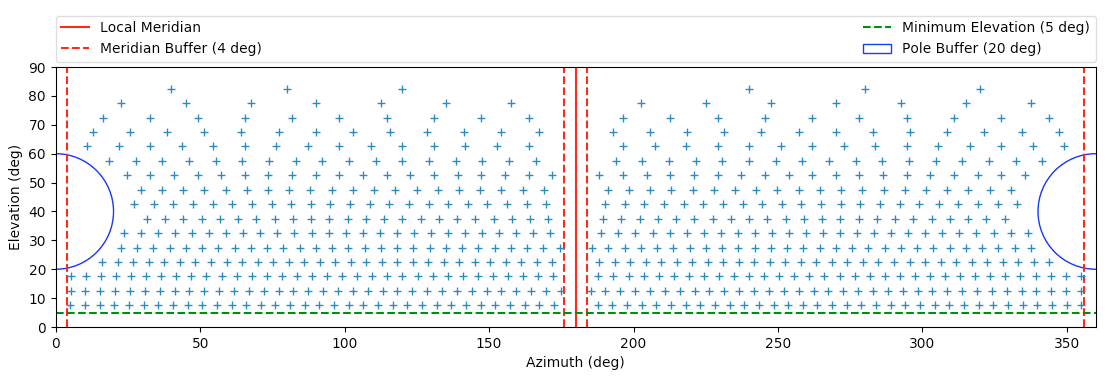 Local Meridian
Meridian Buffer (4 deg)
Minimum Elevation (5 deg)
Pole Buffer (20 deg)
90
80
70
60
50
40
30
20
10
0
Elevation (deg)
0 50 100 150 200 250 300 350
Azimuth (deg)